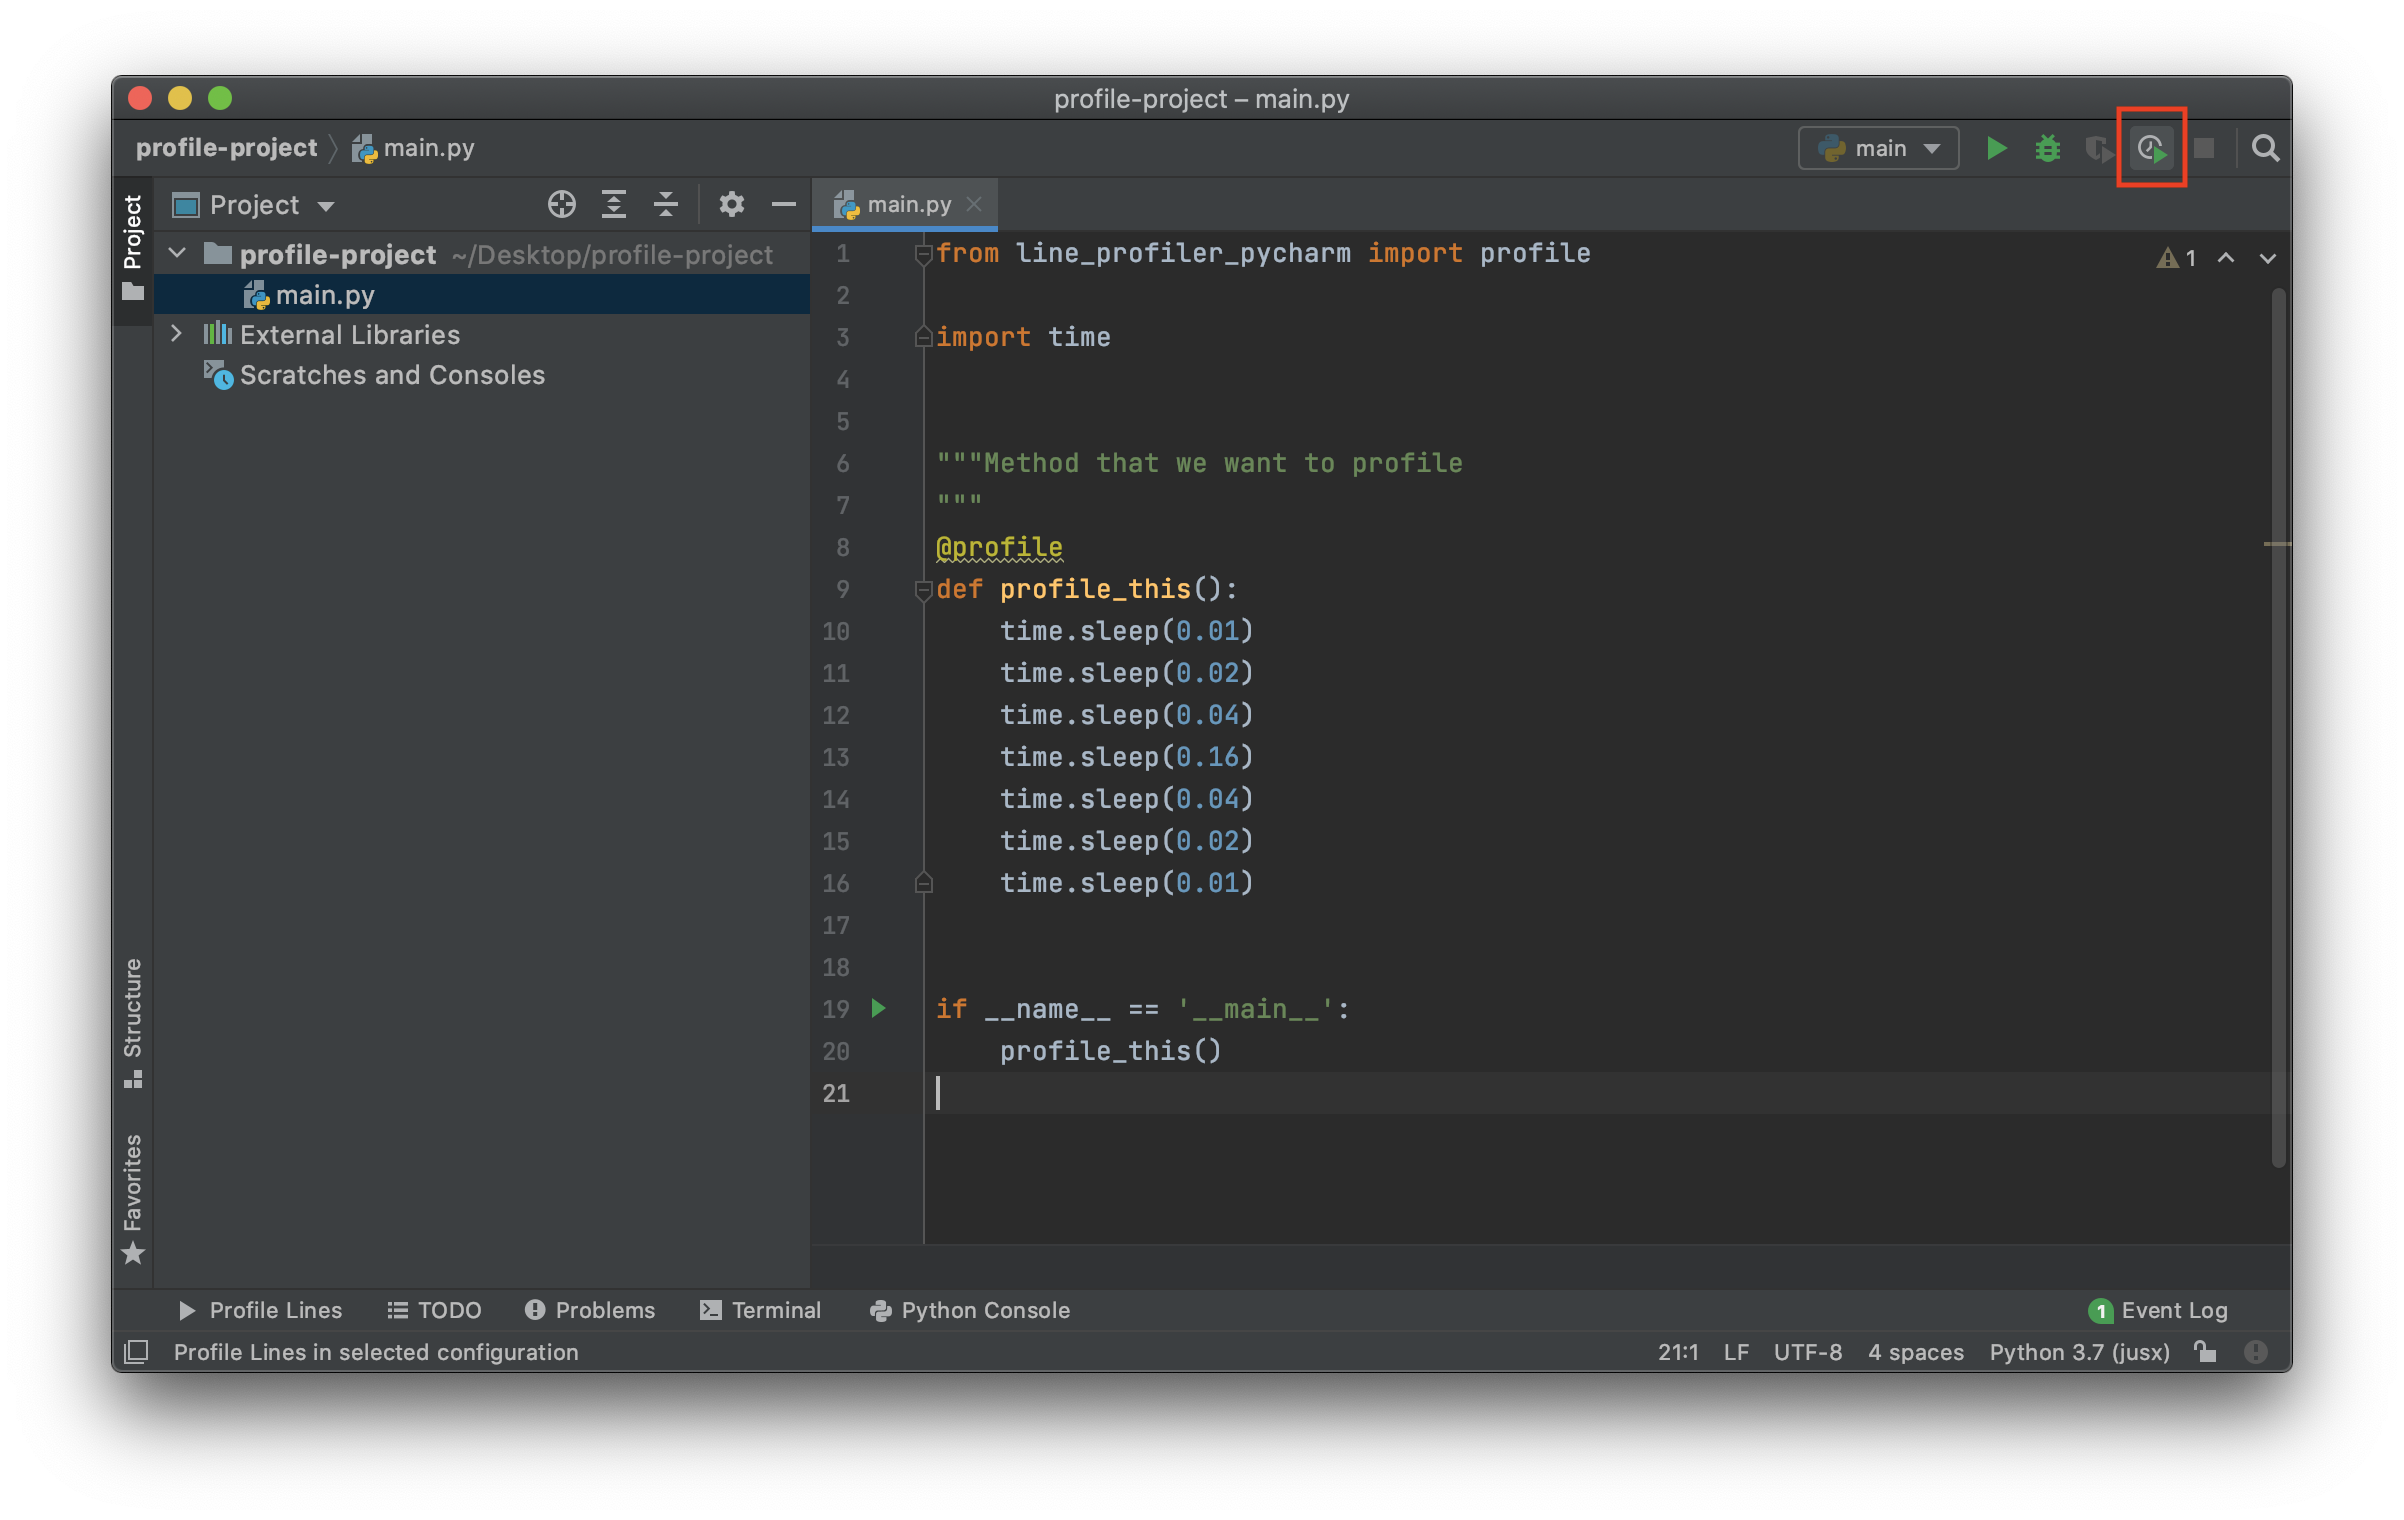 profile-project – main.py
profile-project main.py
main
Project
Project
profile-project ~/Desktop/profile-project
main.py
External Libraries
Scratches and Consoles
Structure
Favorites
main.py
1
1 from line_profiler_pycharm import profile
2
3 import time
4
5
6 """Method that we want to profile
7 """
8 @profile
9 def profile_this():
10     time.sleep(0.01)
11     time.sleep(0.02)
12     time.sleep(0.04)
13     time.sleep(0.16)
14     time.sleep(0.04)
15     time.sleep(0.02)
16     time.sleep(0.01)
17
18
19 if __name__ == '__main__':
20     profile_this()
21
Profile Lines TODO Problems Terminal Python Console 1 Event Log
Profile Lines in selected configuration 21:1 LF UTF-8 4 spaces Python 3.7 (jusx)